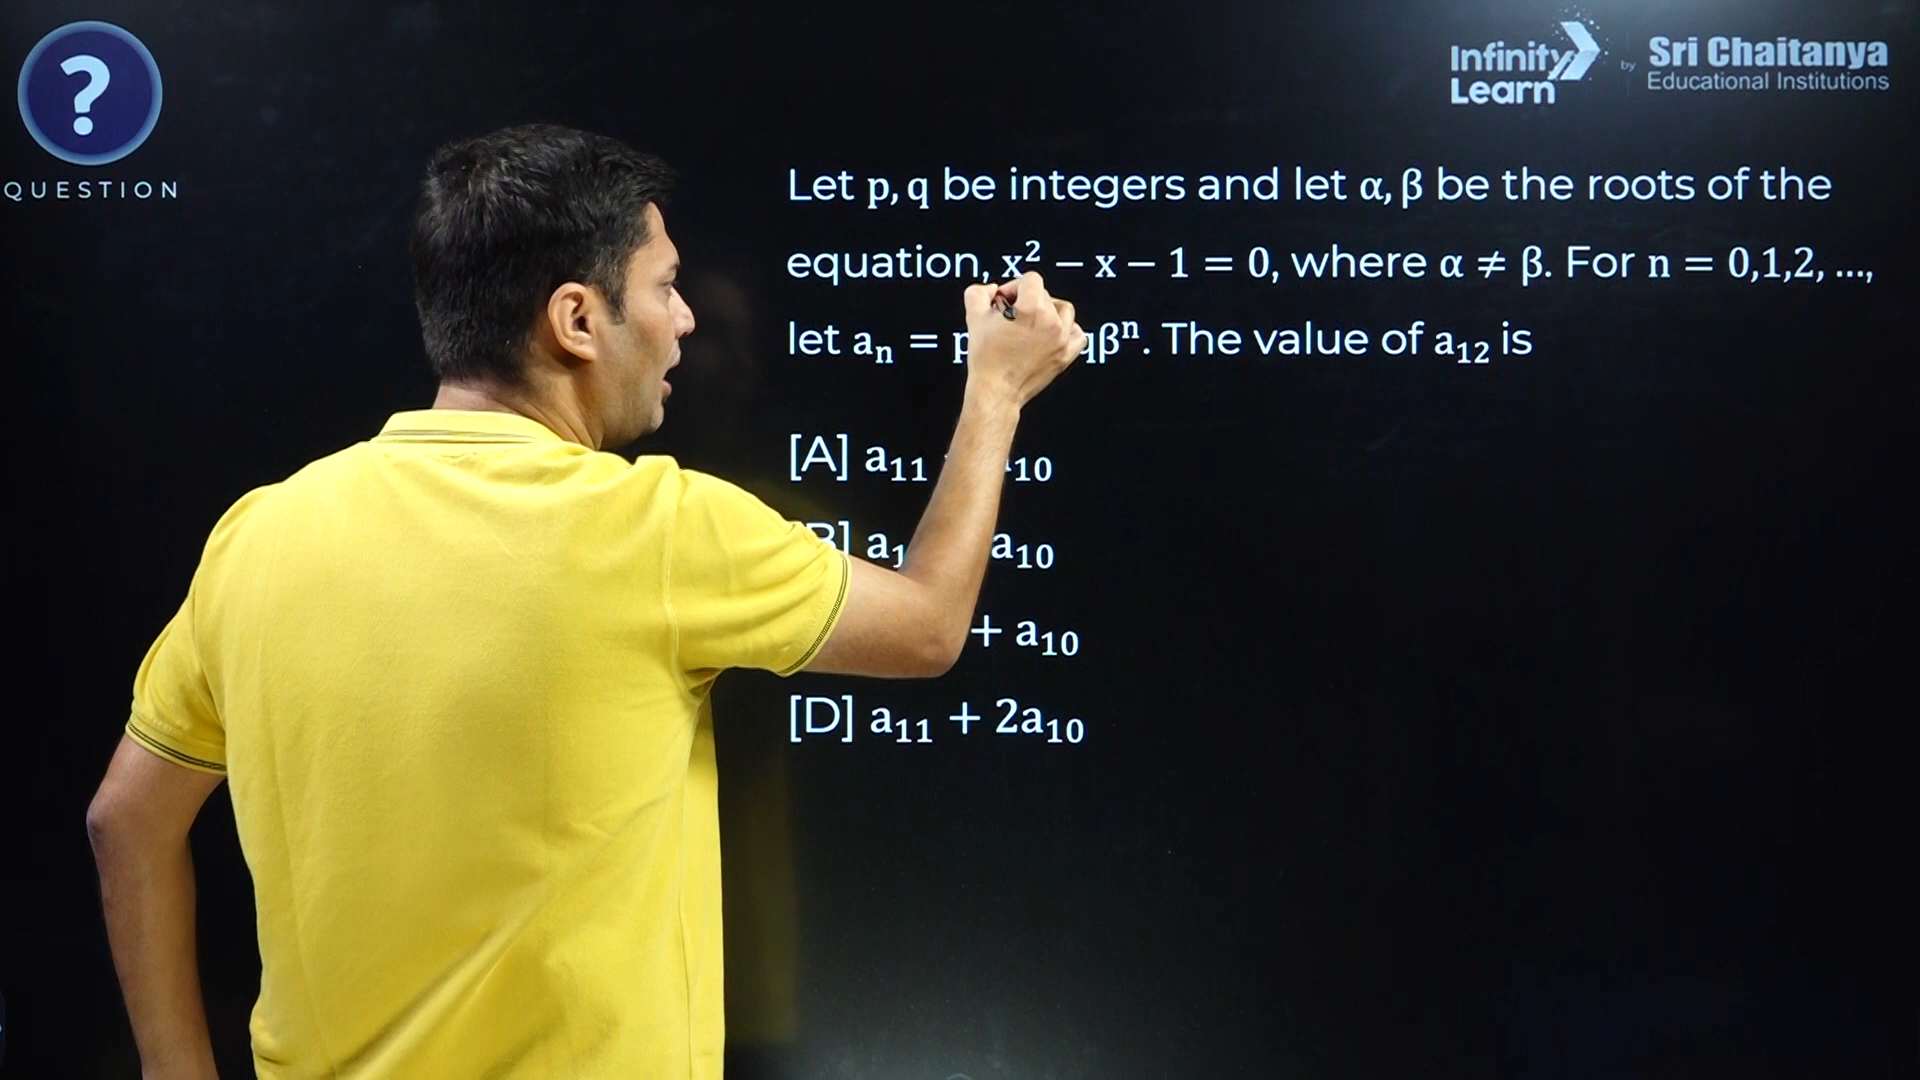 ?
QUESTION
Infinity Learn
by
Sri Chaitanya
Educational Institutions
Let p, q be integers and let α, β be the roots of the
equation, x² − x − 1 = 0, where α ≠ β. For n = 0,1,2, ...,
let aₙ = p qβⁿ. The value of a₁₂ is
[A] a₁₁ a₁₀
B] a₁ a₁₀
+ a₁₀
[D] a₁₁ + 2a₁₀